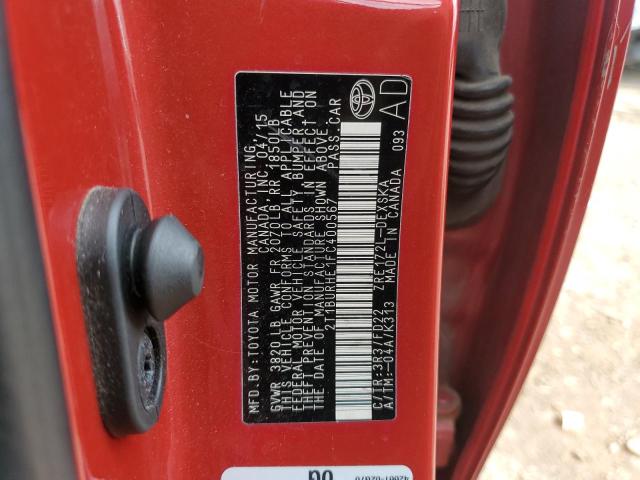 MFD.BY:TOYOTA MOTOR MANUFACTURING,
CANADA, INC. 04/15
GVWR 3820 LB GAWR FR 2070LB RR 1850LB
THIS VEHICLE CONFORMS TO ALL APPLICABLE
FEDERAL MOTOR VEHICLE SAFETY BUMPER AND
THEFT PREVENTION STANDARDS IN EFFECT ON
THE DATE OF MANUFACTURE SHOWN ABOVE.
2T1BURHE1FC400567 PASS.CAR
C/TR:3R3/FD22 7RE172L-DEXSKA
A/TM:-04A/K313 MADE IN CANADA
093
AD